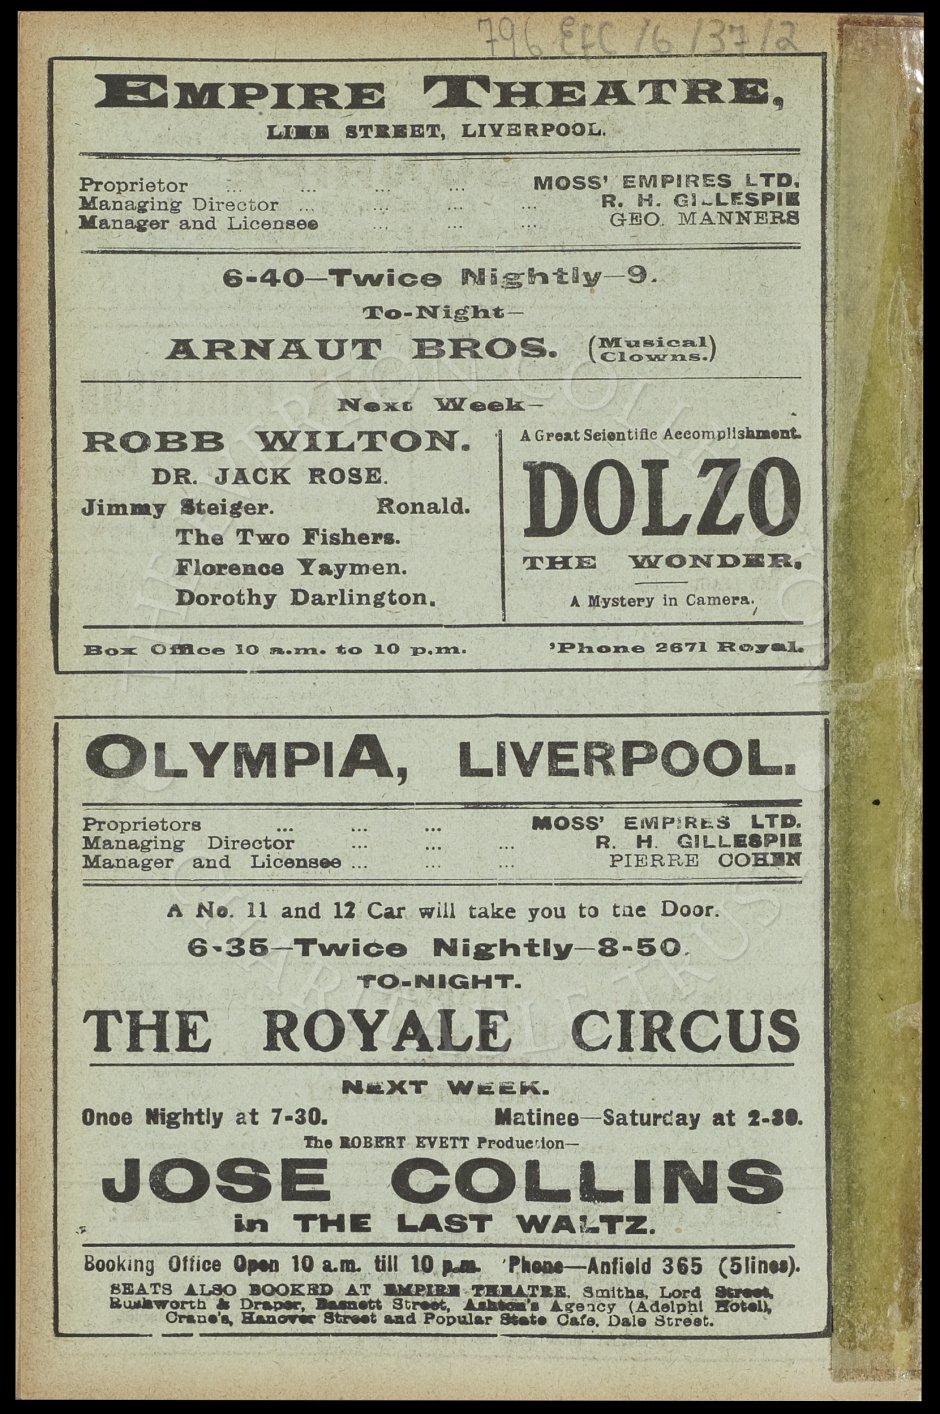 796 EFC /6 /37 /2
EMPIRE THEATRE,
LIME STREET, LIVERPOOL.
Proprietor ... ... ... ... MOSS' EMPIRES LTD.
Managing Director ... ... ... ... R. H. GILLESPIE
Manager and Licensee ... ... ... GEO. MANNERS
6-40—Twice Nightly—9.
To-Night—
ARNAUT BROS. (Musical Clowns.)
Next Week—
ROBB WILTON.
DR. JACK ROSE.
Jimmy Steiger. Ronald.
The Two Fishers.
Florence Yaymen.
Dorothy Darlington.
A Great Scientific Accomplishment.
DOLZO
THE WONDER,
A Mystery in Camera.
Box Office 10 a.m. to 10 p.m. 'Phone 2671 Royal.
OLYMPIA, LIVERPOOL.
Proprietors ... ... ... MOSS' EMPIRES LTD.
Managing Director ... ... ... R. H. GILLESPIE
Manager and Licensee ... ... ... PIERRE COHEN
A No. 11 and 12 Car will take you to the Door.
6-35—Twice Nightly—8-50.
TO-NIGHT.
THE ROYALE CIRCUS
NEXT WEEK.
Once Nightly at 7-30. Matinee—Saturday at 2-30.
The ROBERT EVETT Production—
JOSE COLLINS
in THE LAST WALTZ.
Booking Office Open 10 a.m. till 10 p.m. 'Phone—Anfield 365 (5 lines).
SEATS ALSO BOOKED AT EMPIRE THEATRE, Smiths, Lord Street,
Rushworth & Draper, Basnett Street, Ashton's Agency (Adelphi Hotel),
Crane's, Hanover Street and Popular State Cafe, Dale Street.
THE EVERTON COLLECTION
CHARITABLE TRUST